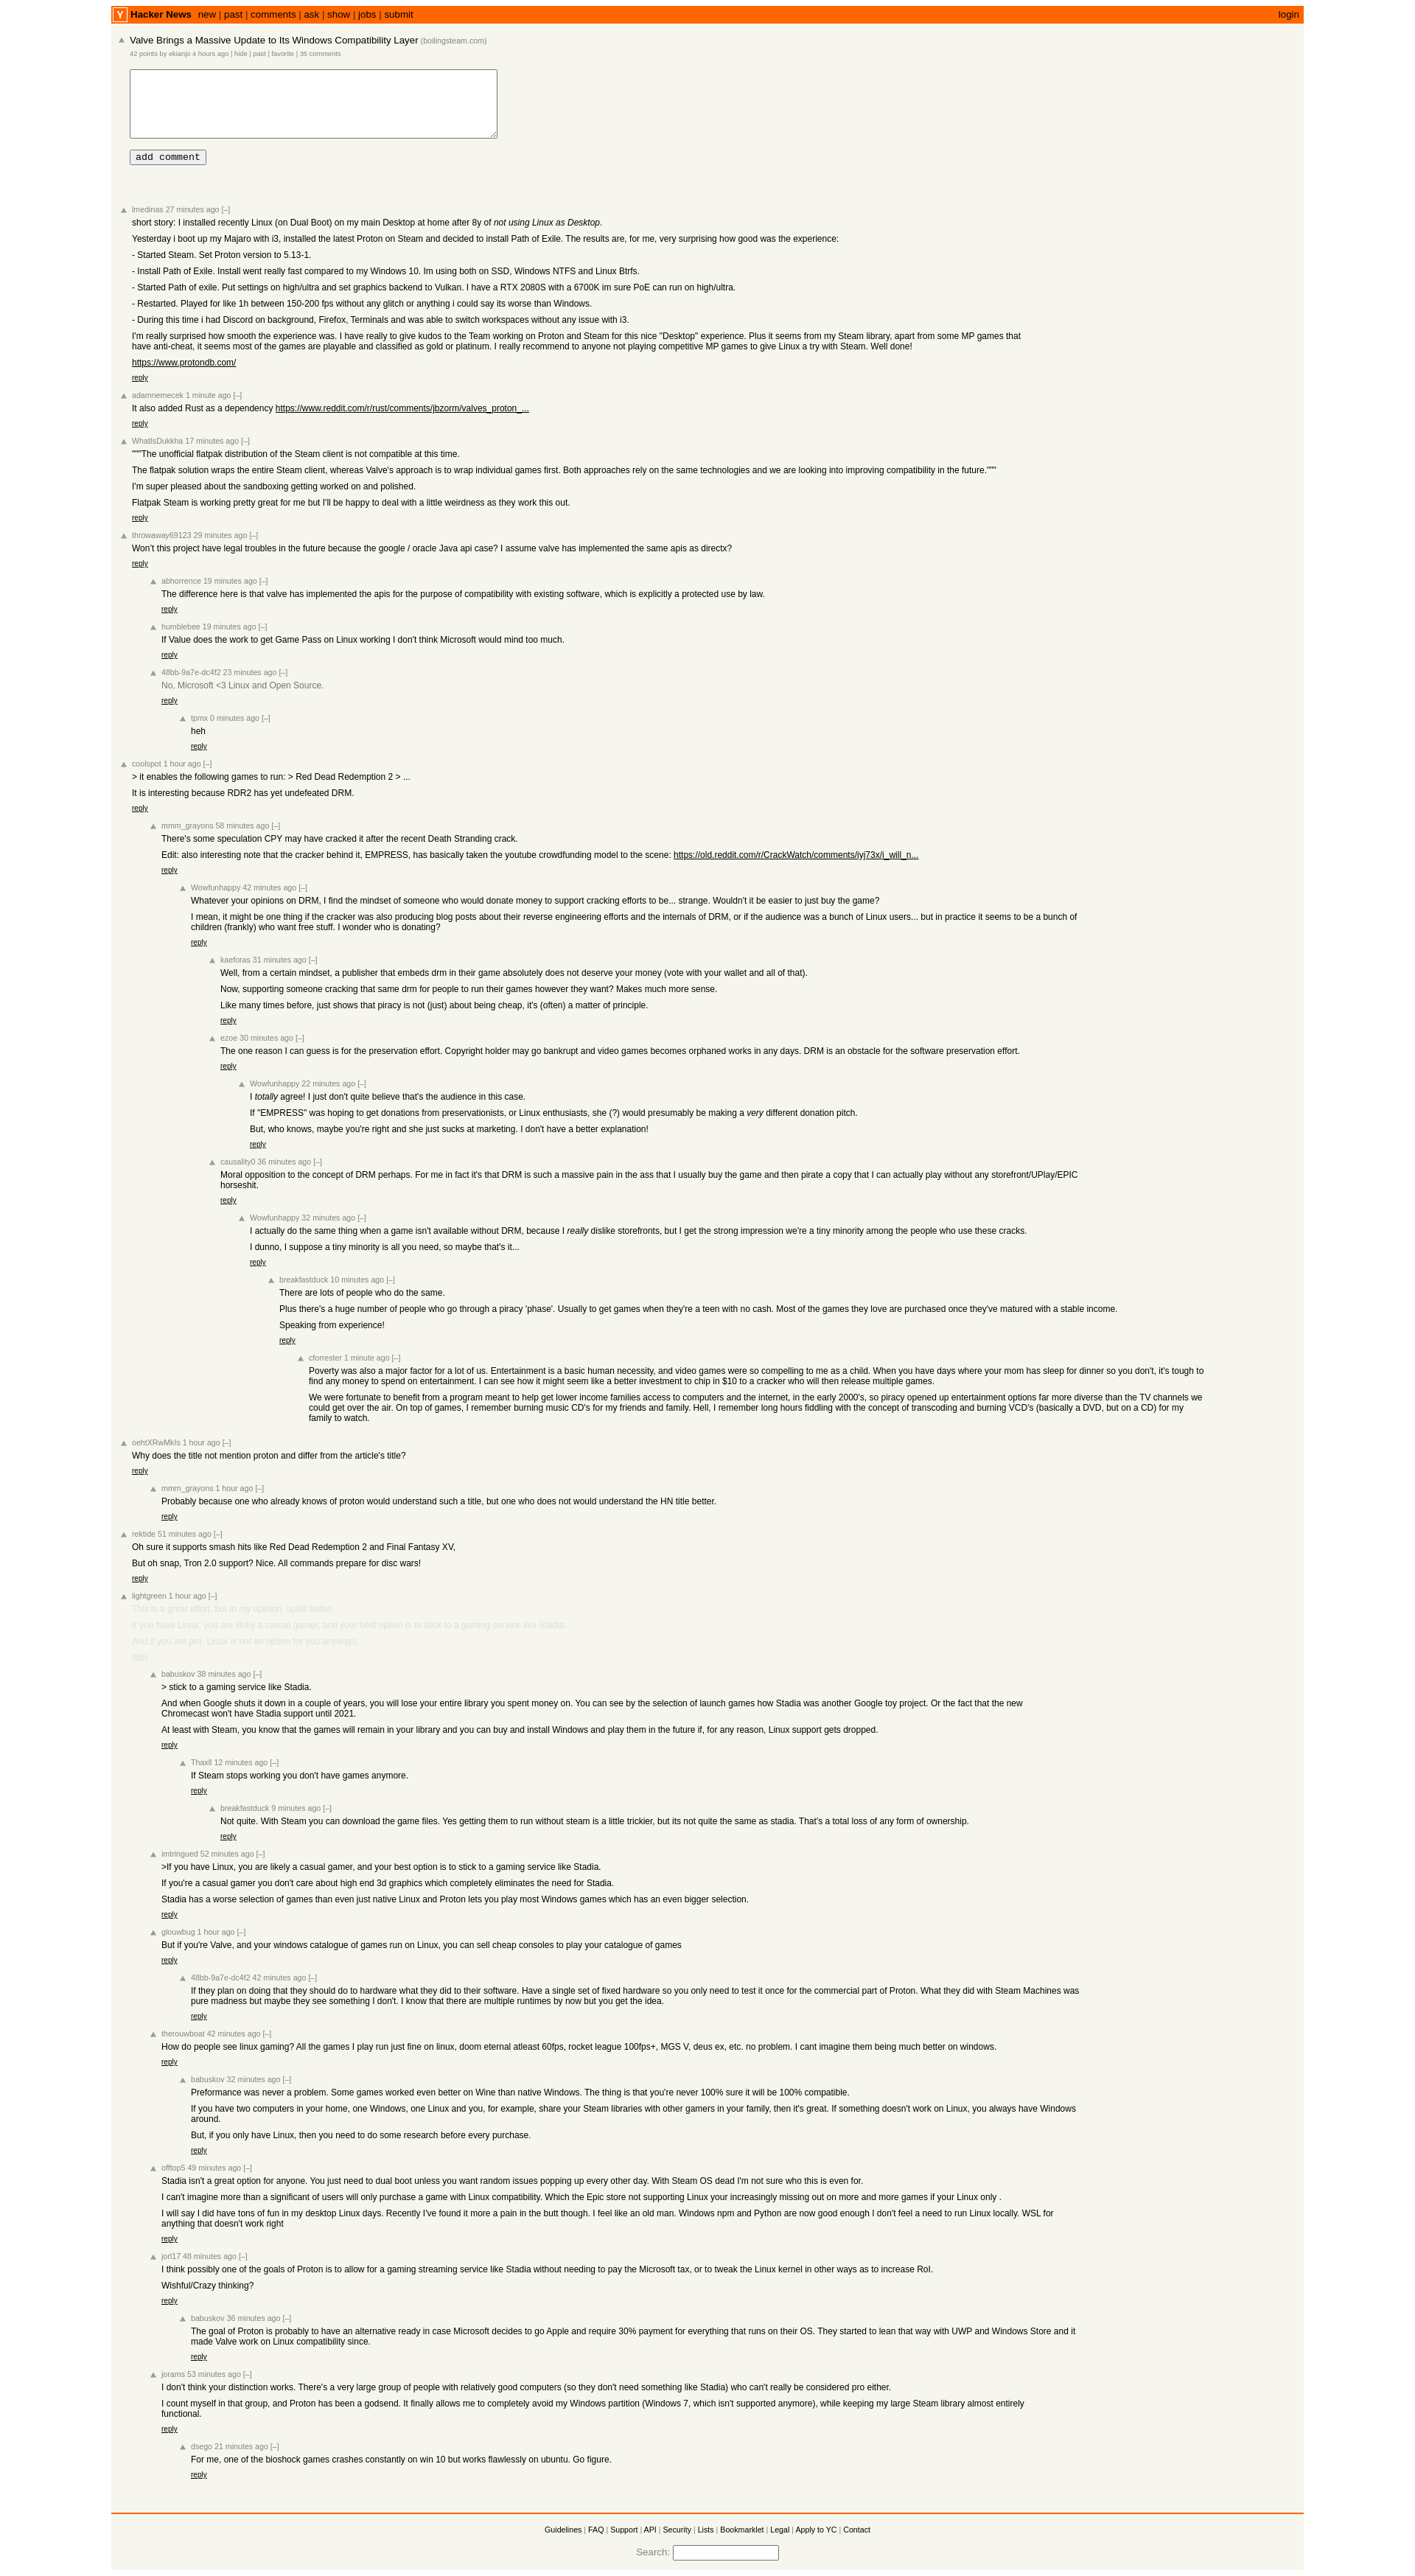 Y Hacker News new | past | comments | ask | show | jobs | submit login
Valve Brings a Massive Update to Its Windows Compatibility Layer (boilingsteam.com)
42 points by ekianjo 4 hours ago | hide | past | favorite | 35 comments
add comment
lmedinas 27 minutes ago [–]
short story: I installed recently Linux (on Dual Boot) on my main Desktop at home after 8y of not using Linux as Desktop.
Yesterday i boot up my Majaro with i3, installed the latest Proton on Steam and decided to install Path of Exile. The results are, for me, very surprising how good was the experience:
- Started Steam. Set Proton version to 5.13-1.
- Install Path of Exile. Install went really fast compared to my Windows 10. Im using both on SSD, Windows NTFS and Linux Btrfs.
- Started Path of exile. Put settings on high/ultra and set graphics backend to Vulkan. I have a RTX 2080S with a 6700K im sure PoE can run on high/ultra.
- Restarted. Played for like 1h between 150-200 fps without any glitch or anything i could say its worse than Windows.
- During this time i had Discord on background, Firefox, Terminals and was able to switch workspaces without any issue with i3.
I'm really surprised how smooth the experience was. I have really to give kudos to the Team working on Proton and Steam for this nice "Desktop" experience. Plus it seems from my Steam library, apart from some MP games that
have anti-cheat, it seems most of the games are playable and classified as gold or platinum. I really recommend to anyone not playing competitive MP games to give Linux a try with Steam. Well done!
https://www.protondb.com/
reply
adamnemecek 1 minute ago [–]
It also added Rust as a dependency https://www.reddit.com/r/rust/comments/jbzorm/valves_proton_...
reply
WhatIsDukkha 17 minutes ago [–]
"""The unofficial flatpak distribution of the Steam client is not compatible at this time.
The flatpak solution wraps the entire Steam client, whereas Valve's approach is to wrap individual games first. Both approaches rely on the same technologies and we are looking into improving compatibility in the future."""
I'm super pleased about the sandboxing getting worked on and polished.
Flatpak Steam is working pretty great for me but I'll be happy to deal with a little weirdness as they work this out.
reply
throwaway69123 29 minutes ago [–]
Won't this project have legal troubles in the future because the google / oracle Java api case? I assume valve has implemented the same apis as directx?
reply
abhorrence 19 minutes ago [–]
The difference here is that valve has implemented the apis for the purpose of compatibility with existing software, which is explicitly a protected use by law.
reply
humblebee 19 minutes ago [–]
If Value does the work to get Game Pass on Linux working I don't think Microsoft would mind too much.
reply
48bb-9a7e-dc4f2 23 minutes ago [–]
No, Microsoft <3 Linux and Open Source.
reply
tpmx 0 minutes ago [–]
heh
reply
coolspot 1 hour ago [–]
> it enables the following games to run: > Red Dead Redemption 2 > ...
It is interesting because RDR2 has yet undefeated DRM.
reply
mmm_grayons 58 minutes ago [–]
There's some speculation CPY may have cracked it after the recent Death Stranding crack.
Edit: also interesting note that the cracker behind it, EMPRESS, has basically taken the youtube crowdfunding model to the scene: https://old.reddit.com/r/CrackWatch/comments/iyj73x/i_will_n...
reply
Wowfunhappy 42 minutes ago [–]
Whatever your opinions on DRM, I find the mindset of someone who would donate money to support cracking efforts to be... strange. Wouldn't it be easier to just buy the game?
I mean, it might be one thing if the cracker was also producing blog posts about their reverse engineering efforts and the internals of DRM, or if the audience was a bunch of Linux users... but in practice it seems to be a bunch of
children (frankly) who want free stuff. I wonder who is donating?
reply
kaeforas 31 minutes ago [–]
Well, from a certain mindset, a publisher that embeds drm in their game absolutely does not deserve your money (vote with your wallet and all of that).
Now, supporting someone cracking that same drm for people to run their games however they want? Makes much more sense.
Like many times before, just shows that piracy is not (just) about being cheap, it's (often) a matter of principle.
reply
ezoe 30 minutes ago [–]
The one reason I can guess is for the preservation effort. Copyright holder may go bankrupt and video games becomes orphaned works in any days. DRM is an obstacle for the software preservation effort.
reply
Wowfunhappy 22 minutes ago [–]
I totally agree! I just don't quite believe that's the audience in this case.
If "EMPRESS" was hoping to get donations from preservationists, or Linux enthusiasts, she (?) would presumably be making a very different donation pitch.
But, who knows, maybe you're right and she just sucks at marketing. I don't have a better explanation!
reply
causality0 36 minutes ago [–]
Moral opposition to the concept of DRM perhaps. For me in fact it's that DRM is such a massive pain in the ass that I usually buy the game and then pirate a copy that I can actually play without any storefront/UPlay/EPIC
horseshit.
reply
Wowfunhappy 32 minutes ago [–]
I actually do the same thing when a game isn't available without DRM, because I really dislike storefronts, but I get the strong impression we're a tiny minority among the people who use these cracks.
I dunno, I suppose a tiny minority is all you need, so maybe that's it...
reply
breakfastduck 10 minutes ago [–]
There are lots of people who do the same.
Plus there's a huge number of people who go through a piracy 'phase'. Usually to get games when they're a teen with no cash. Most of the games they love are purchased once they've matured with a stable income.
Speaking from experience!
reply
cforrester 1 minute ago [–]
Poverty was also a major factor for a lot of us. Entertainment is a basic human necessity, and video games were so compelling to me as a child. When you have days where your mom has sleep for dinner so you don't, it's tough to
find any money to spend on entertainment. I can see how it might seem like a better investment to chip in $10 to a cracker who will then release multiple games.
We were fortunate to benefit from a program meant to help get lower income families access to computers and the internet, in the early 2000's, so piracy opened up entertainment options far more diverse than the TV channels we
could get over the air. On top of games, I remember burning music CD's for my friends and family. Hell, I remember long hours fiddling with the concept of transcoding and burning VCD's (basically a DVD, but on a CD) for my
family to watch.
oehtXRwMkIs 1 hour ago [–]
Why does the title not mention proton and differ from the article's title?
reply
mmm_grayons 1 hour ago [–]
Probably because one who already knows of proton would understand such a title, but one who does not would understand the HN title better.
reply
rektide 51 minutes ago [–]
Oh sure it supports smash hits like Red Dead Redemption 2 and Final Fantasy XV,
But oh snap, Tron 2.0 support? Nice. All commands prepare for disc wars!
reply
lightgreen 1 hour ago [–]
This is a great effort, but in my opinion, uphill battle.
If you have Linux, you are likely a casual gamer, and your best option is to stick to a gaming service like Stadia.
And if you are pro, Linux is not an option for you anyways.
reply
babuskov 38 minutes ago [–]
> stick to a gaming service like Stadia.
And when Google shuts it down in a couple of years, you will lose your entire library you spent money on. You can see by the selection of launch games how Stadia was another Google toy project. Or the fact that the new
Chromecast won't have Stadia support until 2021.
At least with Steam, you know that the games will remain in your library and you can buy and install Windows and play them in the future if, for any reason, Linux support gets dropped.
reply
Thaxll 12 minutes ago [–]
If Steam stops working you don't have games anymore.
reply
breakfastduck 9 minutes ago [–]
Not quite. With Steam you can download the game files. Yes getting them to run without steam is a little trickier, but its not quite the same as stadia. That's a total loss of any form of ownership.
reply
imtringued 52 minutes ago [–]
>If you have Linux, you are likely a casual gamer, and your best option is to stick to a gaming service like Stadia.
If you're a casual gamer you don't care about high end 3d graphics which completely eliminates the need for Stadia.
Stadia has a worse selection of games than even just native Linux and Proton lets you play most Windows games which has an even bigger selection.
reply
glouwbug 1 hour ago [–]
But if you're Valve, and your windows catalogue of games run on Linux, you can sell cheap consoles to play your catalogue of games
reply
48bb-9a7e-dc4f2 42 minutes ago [–]
If they plan on doing that they should do to hardware what they did to their software. Have a single set of fixed hardware so you only need to test it once for the commercial part of Proton. What they did with Steam Machines was
pure madness but maybe they see something I don't. I know that there are multiple runtimes by now but you get the idea.
reply
therouwboat 42 minutes ago [–]
How do people see linux gaming? All the games I play run just fine on linux, doom eternal atleast 60fps, rocket league 100fps+, MGS V, deus ex, etc. no problem. I cant imagine them being much better on windows.
reply
babuskov 32 minutes ago [–]
Preformance was never a problem. Some games worked even better on Wine than native Windows. The thing is that you're never 100% sure it will be 100% compatible.
If you have two computers in your home, one Windows, one Linux and you, for example, share your Steam libraries with other gamers in your family, then it's great. If something doesn't work on Linux, you always have Windows
around.
But, if you only have Linux, then you need to do some research before every purchase.
reply
offtop5 49 minutes ago [–]
Stadia isn't a great option for anyone. You just need to dual boot unless you want random issues popping up every other day. With Steam OS dead I'm not sure who this is even for.
I can't imagine more than a significant of users will only purchase a game with Linux compatibility. Which the Epic store not supporting Linux your increasingly missing out on more and more games if your Linux only .
I will say I did have tons of fun in my desktop Linux days. Recently I've found it more a pain in the butt though. I feel like an old man. Windows npm and Python are now good enough I don't feel a need to run Linux locally. WSL for
anything that doesn't work right
reply
jorl17 48 minutes ago [–]
I think possibly one of the goals of Proton is to allow for a gaming streaming service like Stadia without needing to pay the Microsoft tax, or to tweak the Linux kernel in other ways as to increase RoI.
Wishful/Crazy thinking?
reply
babuskov 36 minutes ago [–]
The goal of Proton is probably to have an alternative ready in case Microsoft decides to go Apple and require 30% payment for everything that runs on their OS. They started to lean that way with UWP and Windows Store and it
made Valve work on Linux compatibility since.
reply
jorams 53 minutes ago [–]
I don't think your distinction works. There's a very large group of people with relatively good computers (so they don't need something like Stadia) who can't really be considered pro either.
I count myself in that group, and Proton has been a godsend. It finally allows me to completely avoid my Windows partition (Windows 7, which isn't supported anymore), while keeping my large Steam library almost entirely
functional.
reply
dsego 21 minutes ago [–]
For me, one of the bioshock games crashes constantly on win 10 but works flawlessly on ubuntu. Go figure.
reply
Guidelines | FAQ | Support | API | Security | Lists | Bookmarklet | Legal | Apply to YC | Contact
Search: